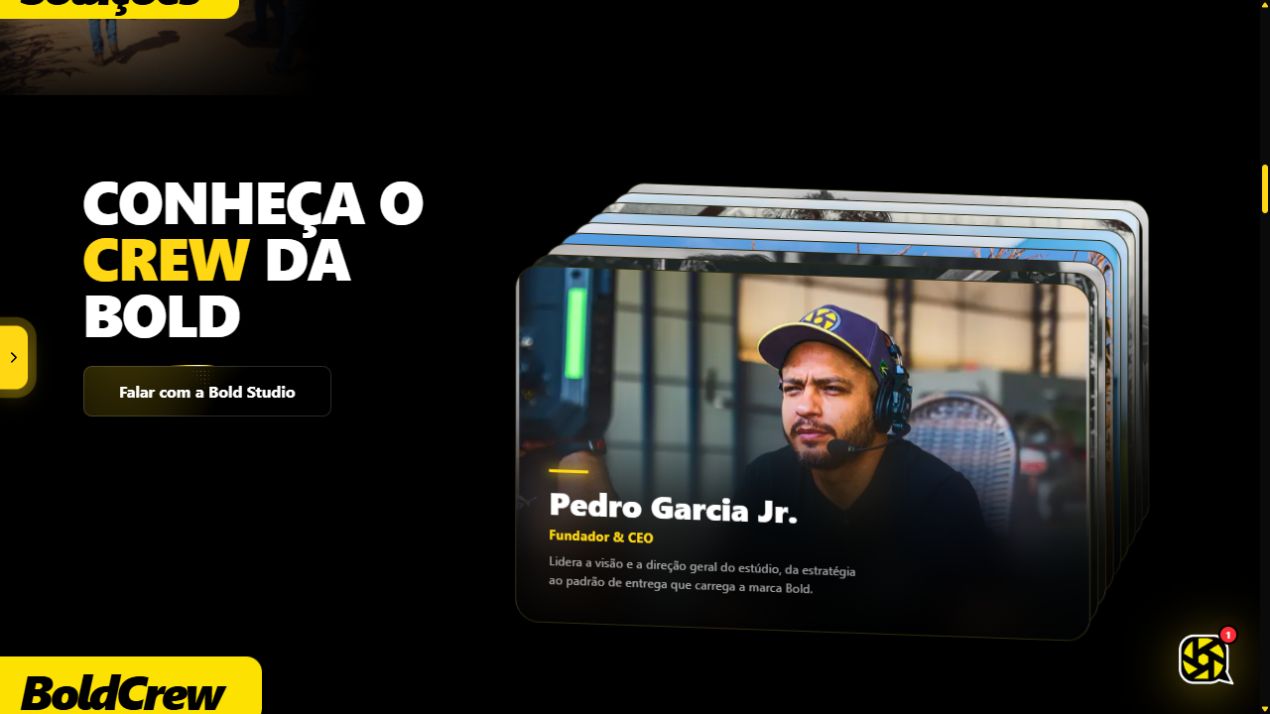 Soluções
CONHEÇA O
CREW DA
BOLD
Falar com a Bold Studio
Pedro Garcia Jr.
Fundador & CEO
Lidera a visão e a direção geral do estúdio, da estratégia
ao padrão de entrega que carrega a marca Bold.
1
BoldCrew